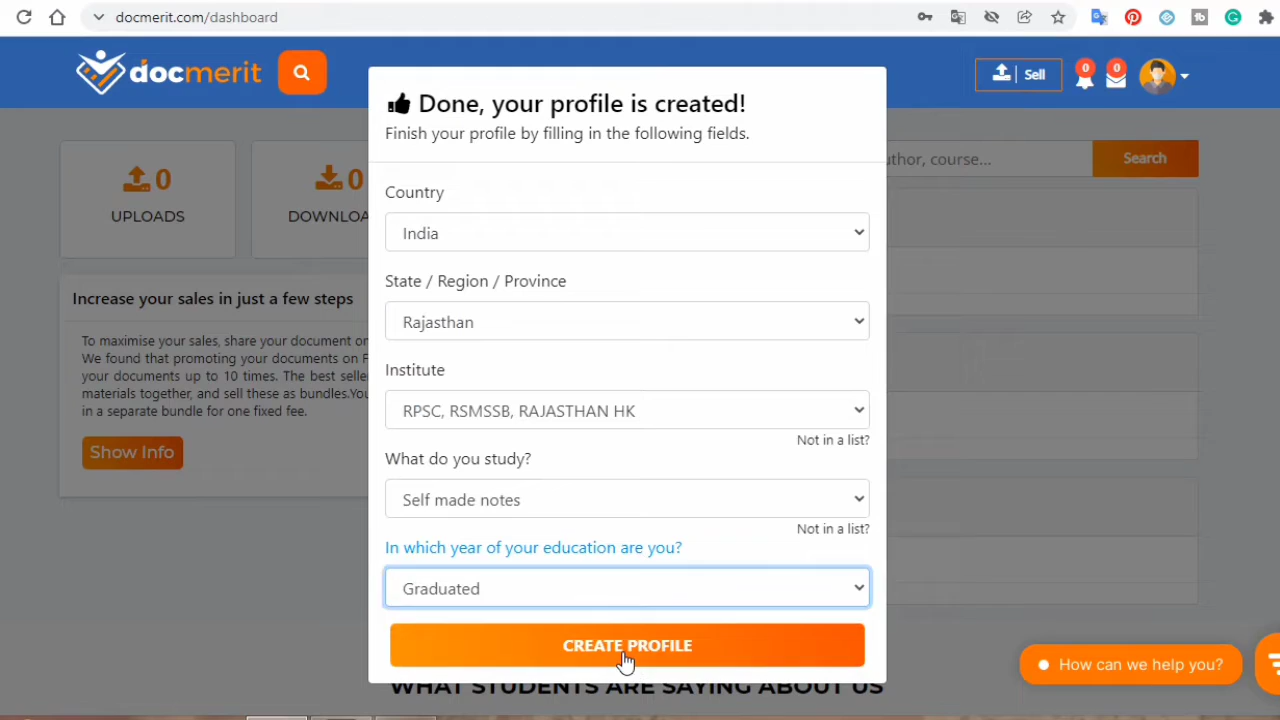 docmerit.com/dashboard
docmerit
Sell
0
0
Done, your profile is created!
Finish your profile by filling in the following fields.
Country
India
State / Region / Province
Rajasthan
Institute
RPSC, RSMSSB, RAJASTHAN HK
Not in a list?
What do you study?
Self made notes
Not in a list?
In which year of your education are you?
Graduated
CREATE PROFILE
0
UPLOADS
0
DOWNLOA
Increase your sales in just a few steps
To maximise your sales, share your document on
We found that promoting your documents on F
your documents up to 10 times. The best selle
materials together, and sell these as bundles.You
in a separate bundle for one fixed fee.
Show Info
uthor, course...
Search
WHAT STUDENTS ARE SAYING ABOUT US
How can we help you?